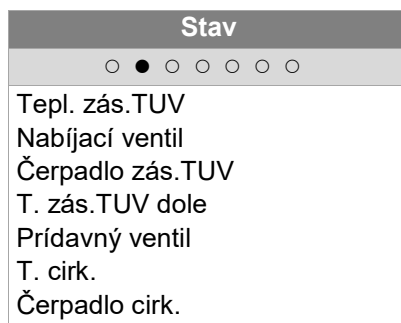 Stav
Tepl. zás.TUV
Nabíjací ventil
Čerpadlo zás.TUV
T. zás.TUV dole
Prídavný ventil
T. cirk.
Čerpadlo cirk.